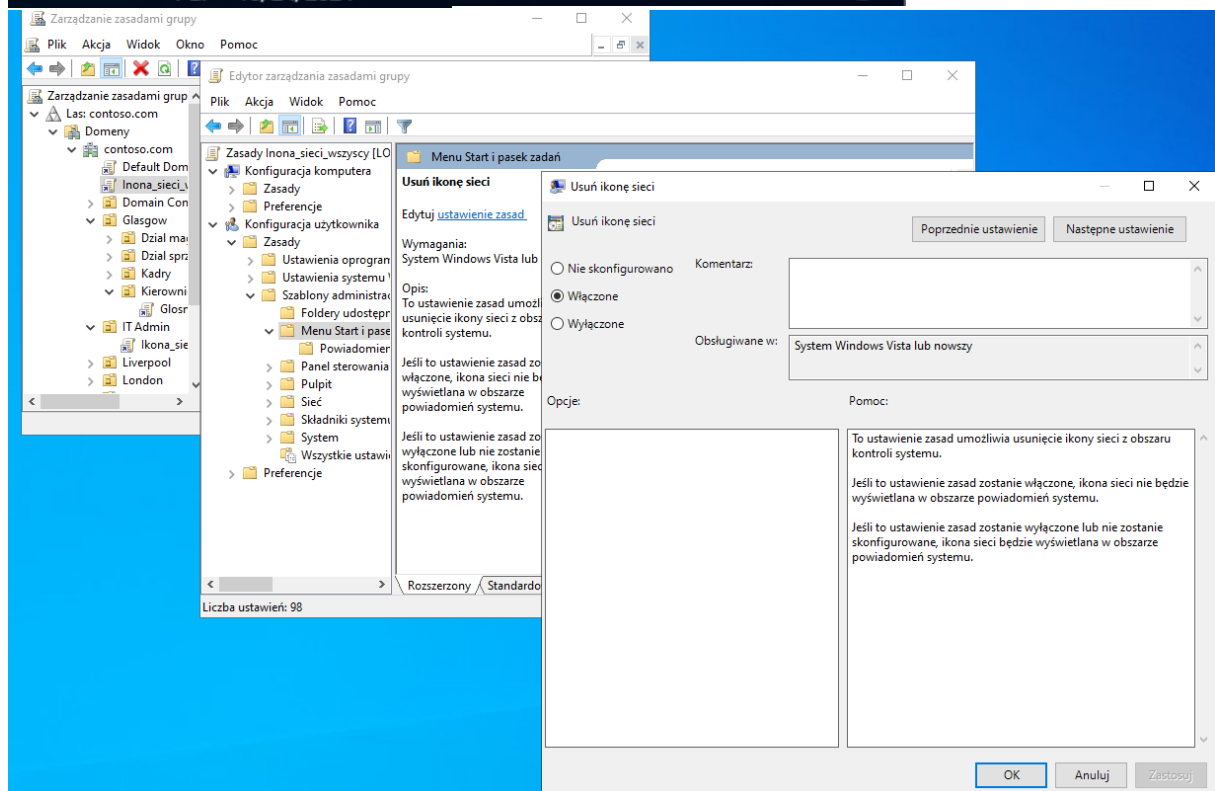 Zarządzanie zasadami grupy
Plik Akcja Widok Okno Pomoc
Zarządzanie zasadami grup
Las: contoso.com
Domeny
contoso.com
Default Dom
Inona_sieci_
Domain Con
Glasgow
Dzial
Dzial
Kadry
Kierowni
Glosn
IT Admin
Ikona_sie
Liverpool
London
Edytor zarządzania zasadami grupy
Plik Akcja Widok Pomoc
Zasady Inona_sieci_wszyscy [LO
Konfiguracja komputera
Zasady
Preferencje
Konfiguracja użytkownika
Zasady
Ustawienia oprogram
Ustawienia systemu
Szablony administrac
Foldery udostępn
Menu Start i pase
Powiadomien
Panel sterowania
Pulpit
Sieć
Składniki systemu
System
Wszystkie ustawie
Preferencje
Menu Start i pasek zadań
Usuń ikonę sieci
Edytuj ustawienie zasad
Wymagania:
System Windows Vista lub
Opis:
To ustawienie zasad umożli
usunięcie ikony sieci z obsz
kontroli systemu.
Jeśli to ustawienie zasad zo
włączone, ikona sieci nie b
wyświetlana w obszarze
powiadomień systemu.
Jeśli to ustawienie zasad zo
wyłączone lub nie zostanie
skonfigurowane, ikona siec
wyświetlana w obszarze
powiadomień systemu.
Rozszerzony Standardo
Liczba ustawień: 98
Usuń ikonę sieci
Usuń ikonę sieci
Poprzednie ustawienie Następne ustawienie
Nie skonfigurowano Komentarz:
Włączone
Wyłączone
Obsługiwane w: System Windows Vista lub nowszy
Opcje: Pomoc:
To ustawienie zasad umożliwia usunięcie ikony sieci z obszaru
kontroli systemu.
Jeśli to ustawienie zasad zostanie włączone, ikona sieci nie będzie
wyświetlana w obszarze powiadomień systemu.
Jeśli to ustawienie zasad zostanie wyłączone lub nie zostanie
skonfigurowane, ikona sieci będzie wyświetlana w obszarze
powiadomień systemu.
OK Anuluj Zastosuj